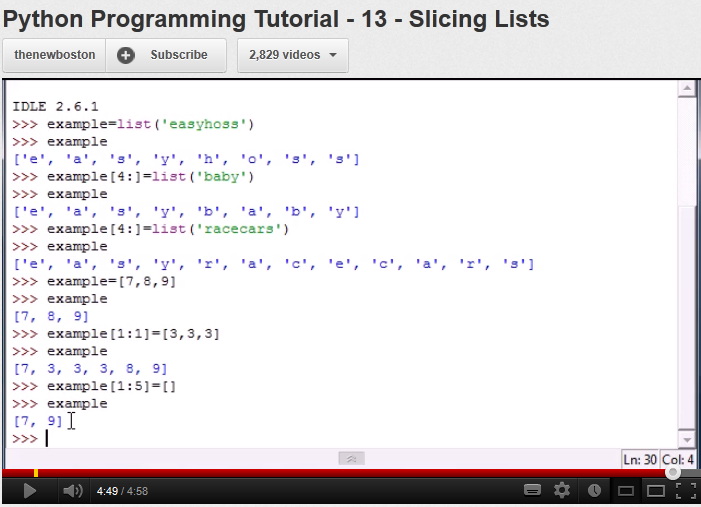 Python Programming Tutorial - 13 - Slicing Lists
thenewboston Subscribe 2,829 videos
IDLE 2.6.1
>>> example=list('easyhoss')
>>> example
['e', 'a', 's', 'y', 'h', 'o', 's', 's']
>>> example[4:]=list('baby')
>>> example
['e', 'a', 's', 'y', 'b', 'a', 'b', 'y']
>>> example[4:]=list('racecars')
>>> example
['e', 'a', 's', 'y', 'r', 'a', 'c', 'e', 'c', 'a', 'r', 's']
>>> example=[7,8,9]
>>> example
[7, 8, 9]
>>> example[1:1]=[3,3,3]
>>> example
[7, 3, 3, 3, 8, 9]
>>> example[1:5]=[]
>>> example
[7, 9]
>>>
Ln: 30 Col: 4
4:49 / 4:58